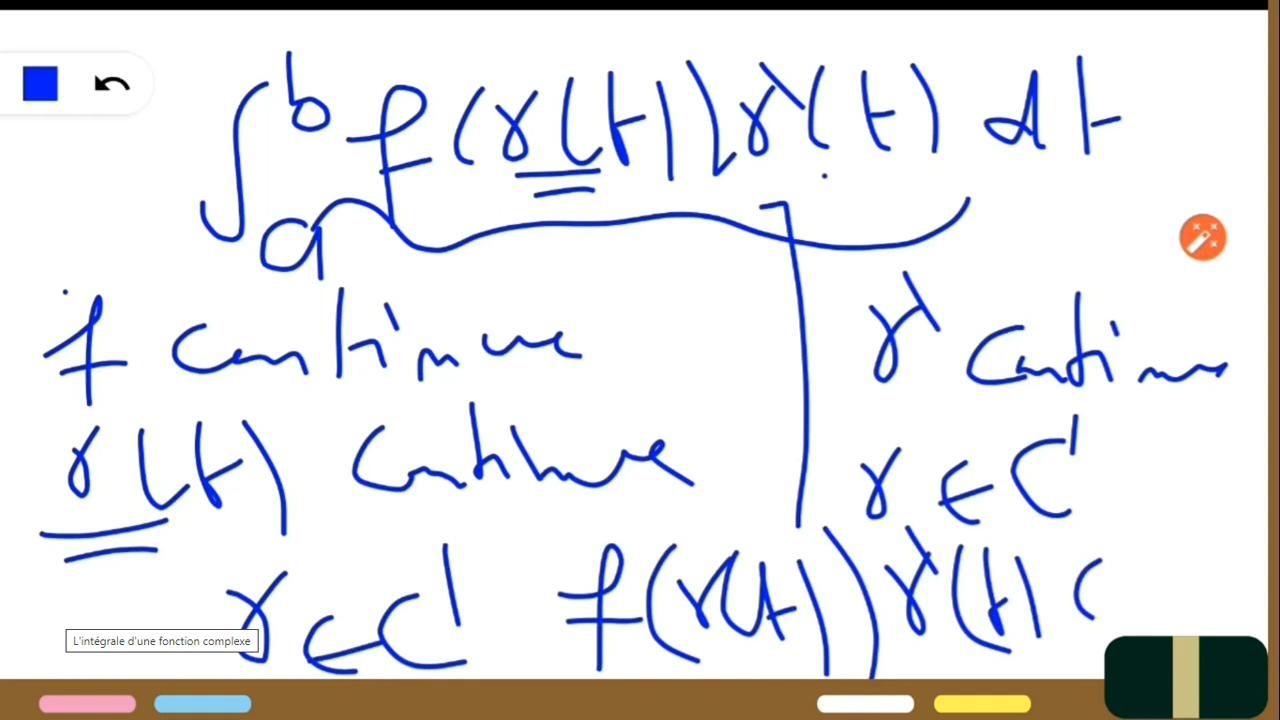 ∫_a^b f(γ(t))γ'(t) dt
f continue
γ' continue
γ(t) continue
γ ∈ C¹
γ ∈ C¹ f(γ(t))γ'(t) C
L'intégrale d'une fonction complexe